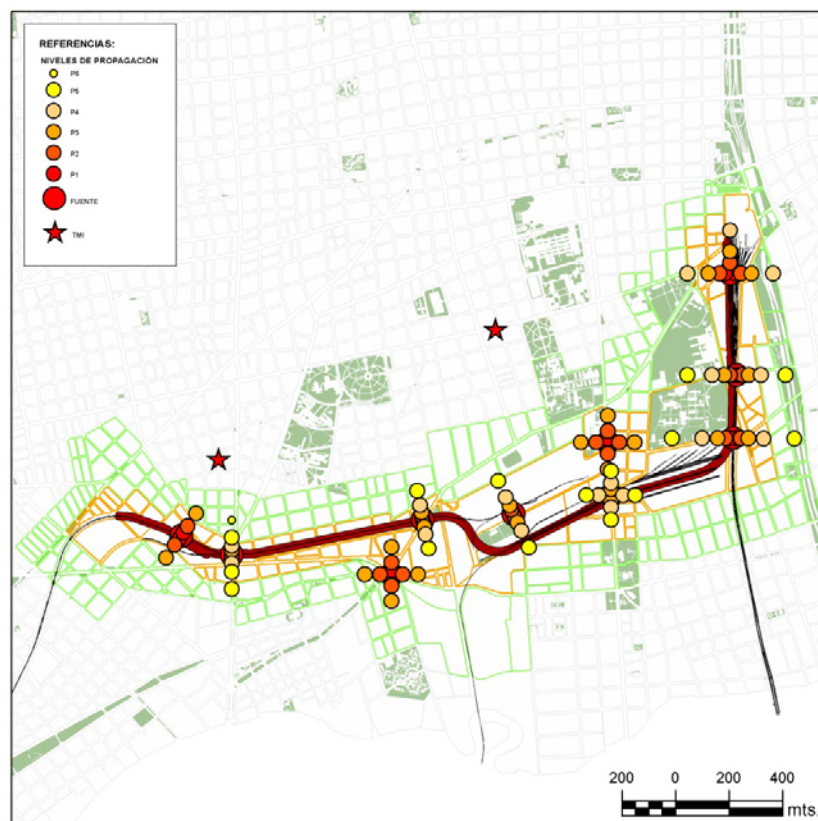 REFERENCIAS:
NIVELES DE PROPAGACIÓN
P6
P5
P4
P3
P2
P1
FUENTE
TMI
200 0 200 400
mts.